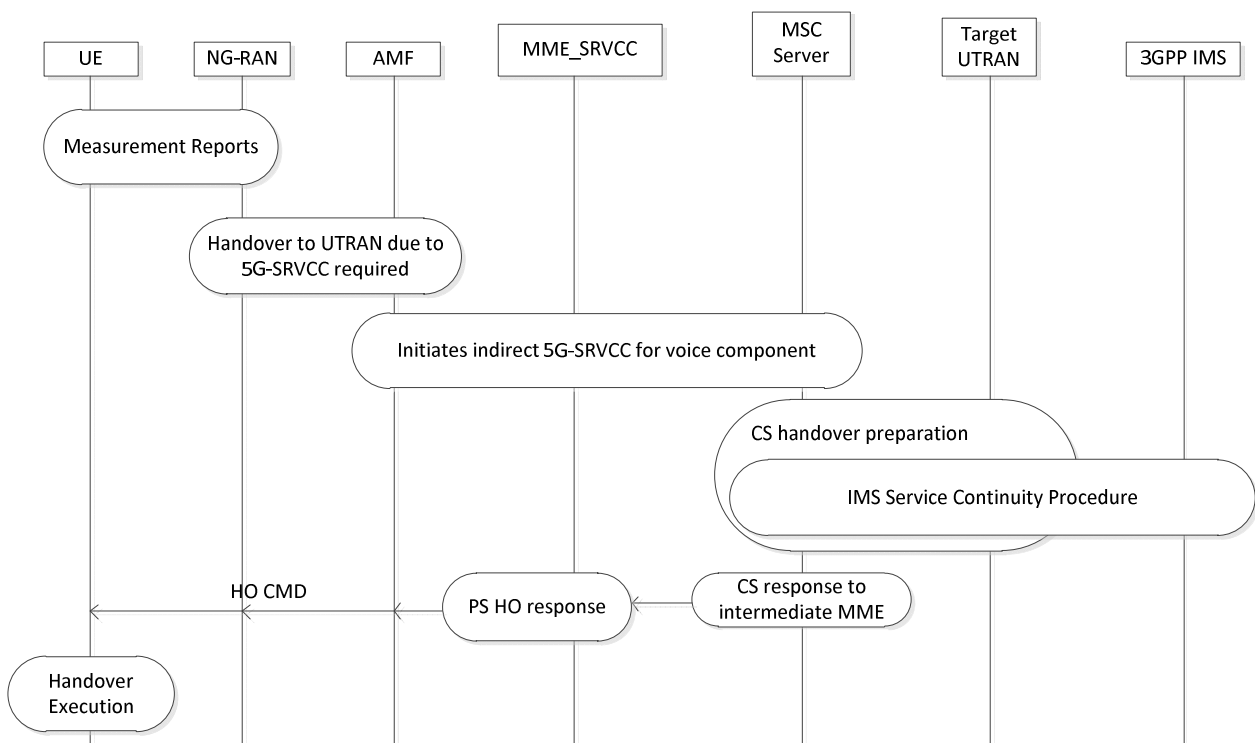 UE
NG-RAN
AMF
MME_SRVCC
MSC
Server
Target
UTRAN
3GPP IMS
Measurement Reports
Handover to UTRAN due to
5G-SRVCC required
Initiates indirect 5G-SRVCC for voice component
CS handover preparation
IMS Service Continuity Procedure
HO CMD
PS HO response
CS response to
intermediate MME
Handover
Execution